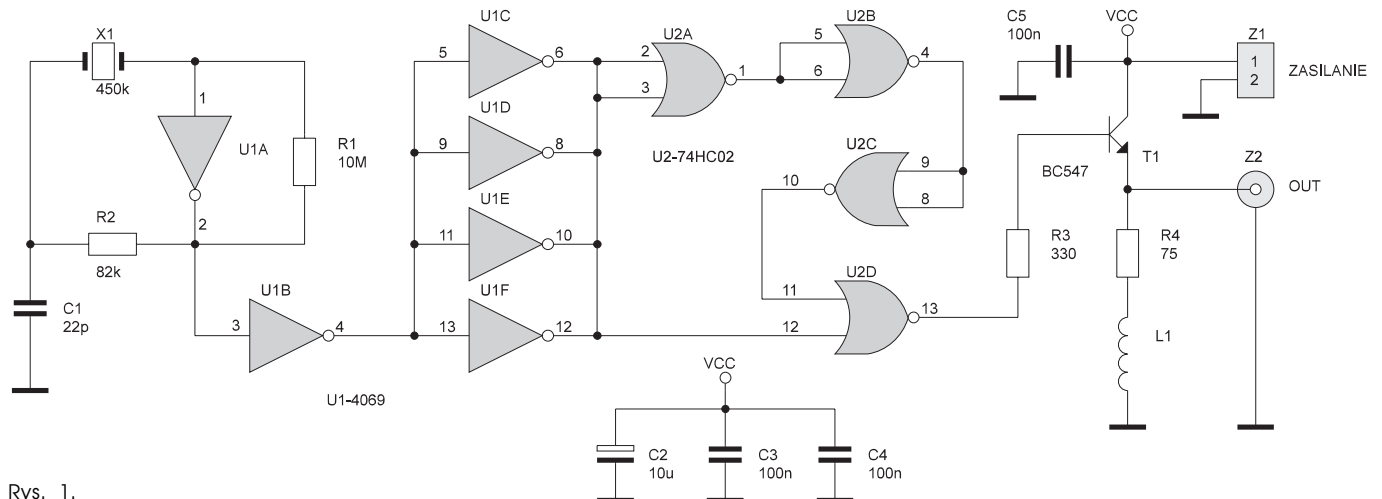 X1
450k
1
U1A
2
R1
10M
R2
82k
C1
22p
U1B
3
4
U1-4069
U1C
5
6
U1D
9
8
U1E
11
10
U1F
13
12
U2A
2
3
1
U2B
5
6
4
U2-74HC02
U2C
9
8
10
U2D
11
12
13
VCC
C2
10u
C3
100n
C4
100n
C5
100n
VCC
Z1
1
2
ZASILANIE
BC547
T1
Z2
OUT
R3
330
R4
75
L1
Rys. 1.